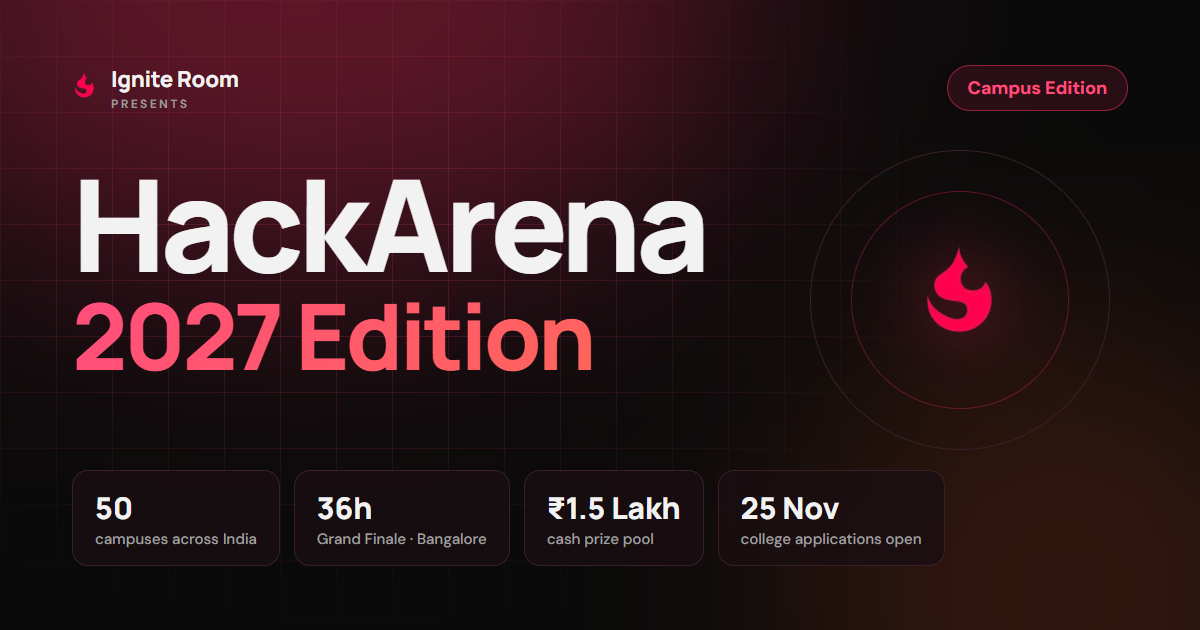 Ignite Room
PRESENTS
Campus Edition
HackArena
2027 Edition
50
campuses across India
36h
Grand Finale · Bangalore
₹1.5 Lakh
cash prize pool
25 Nov
college applications open